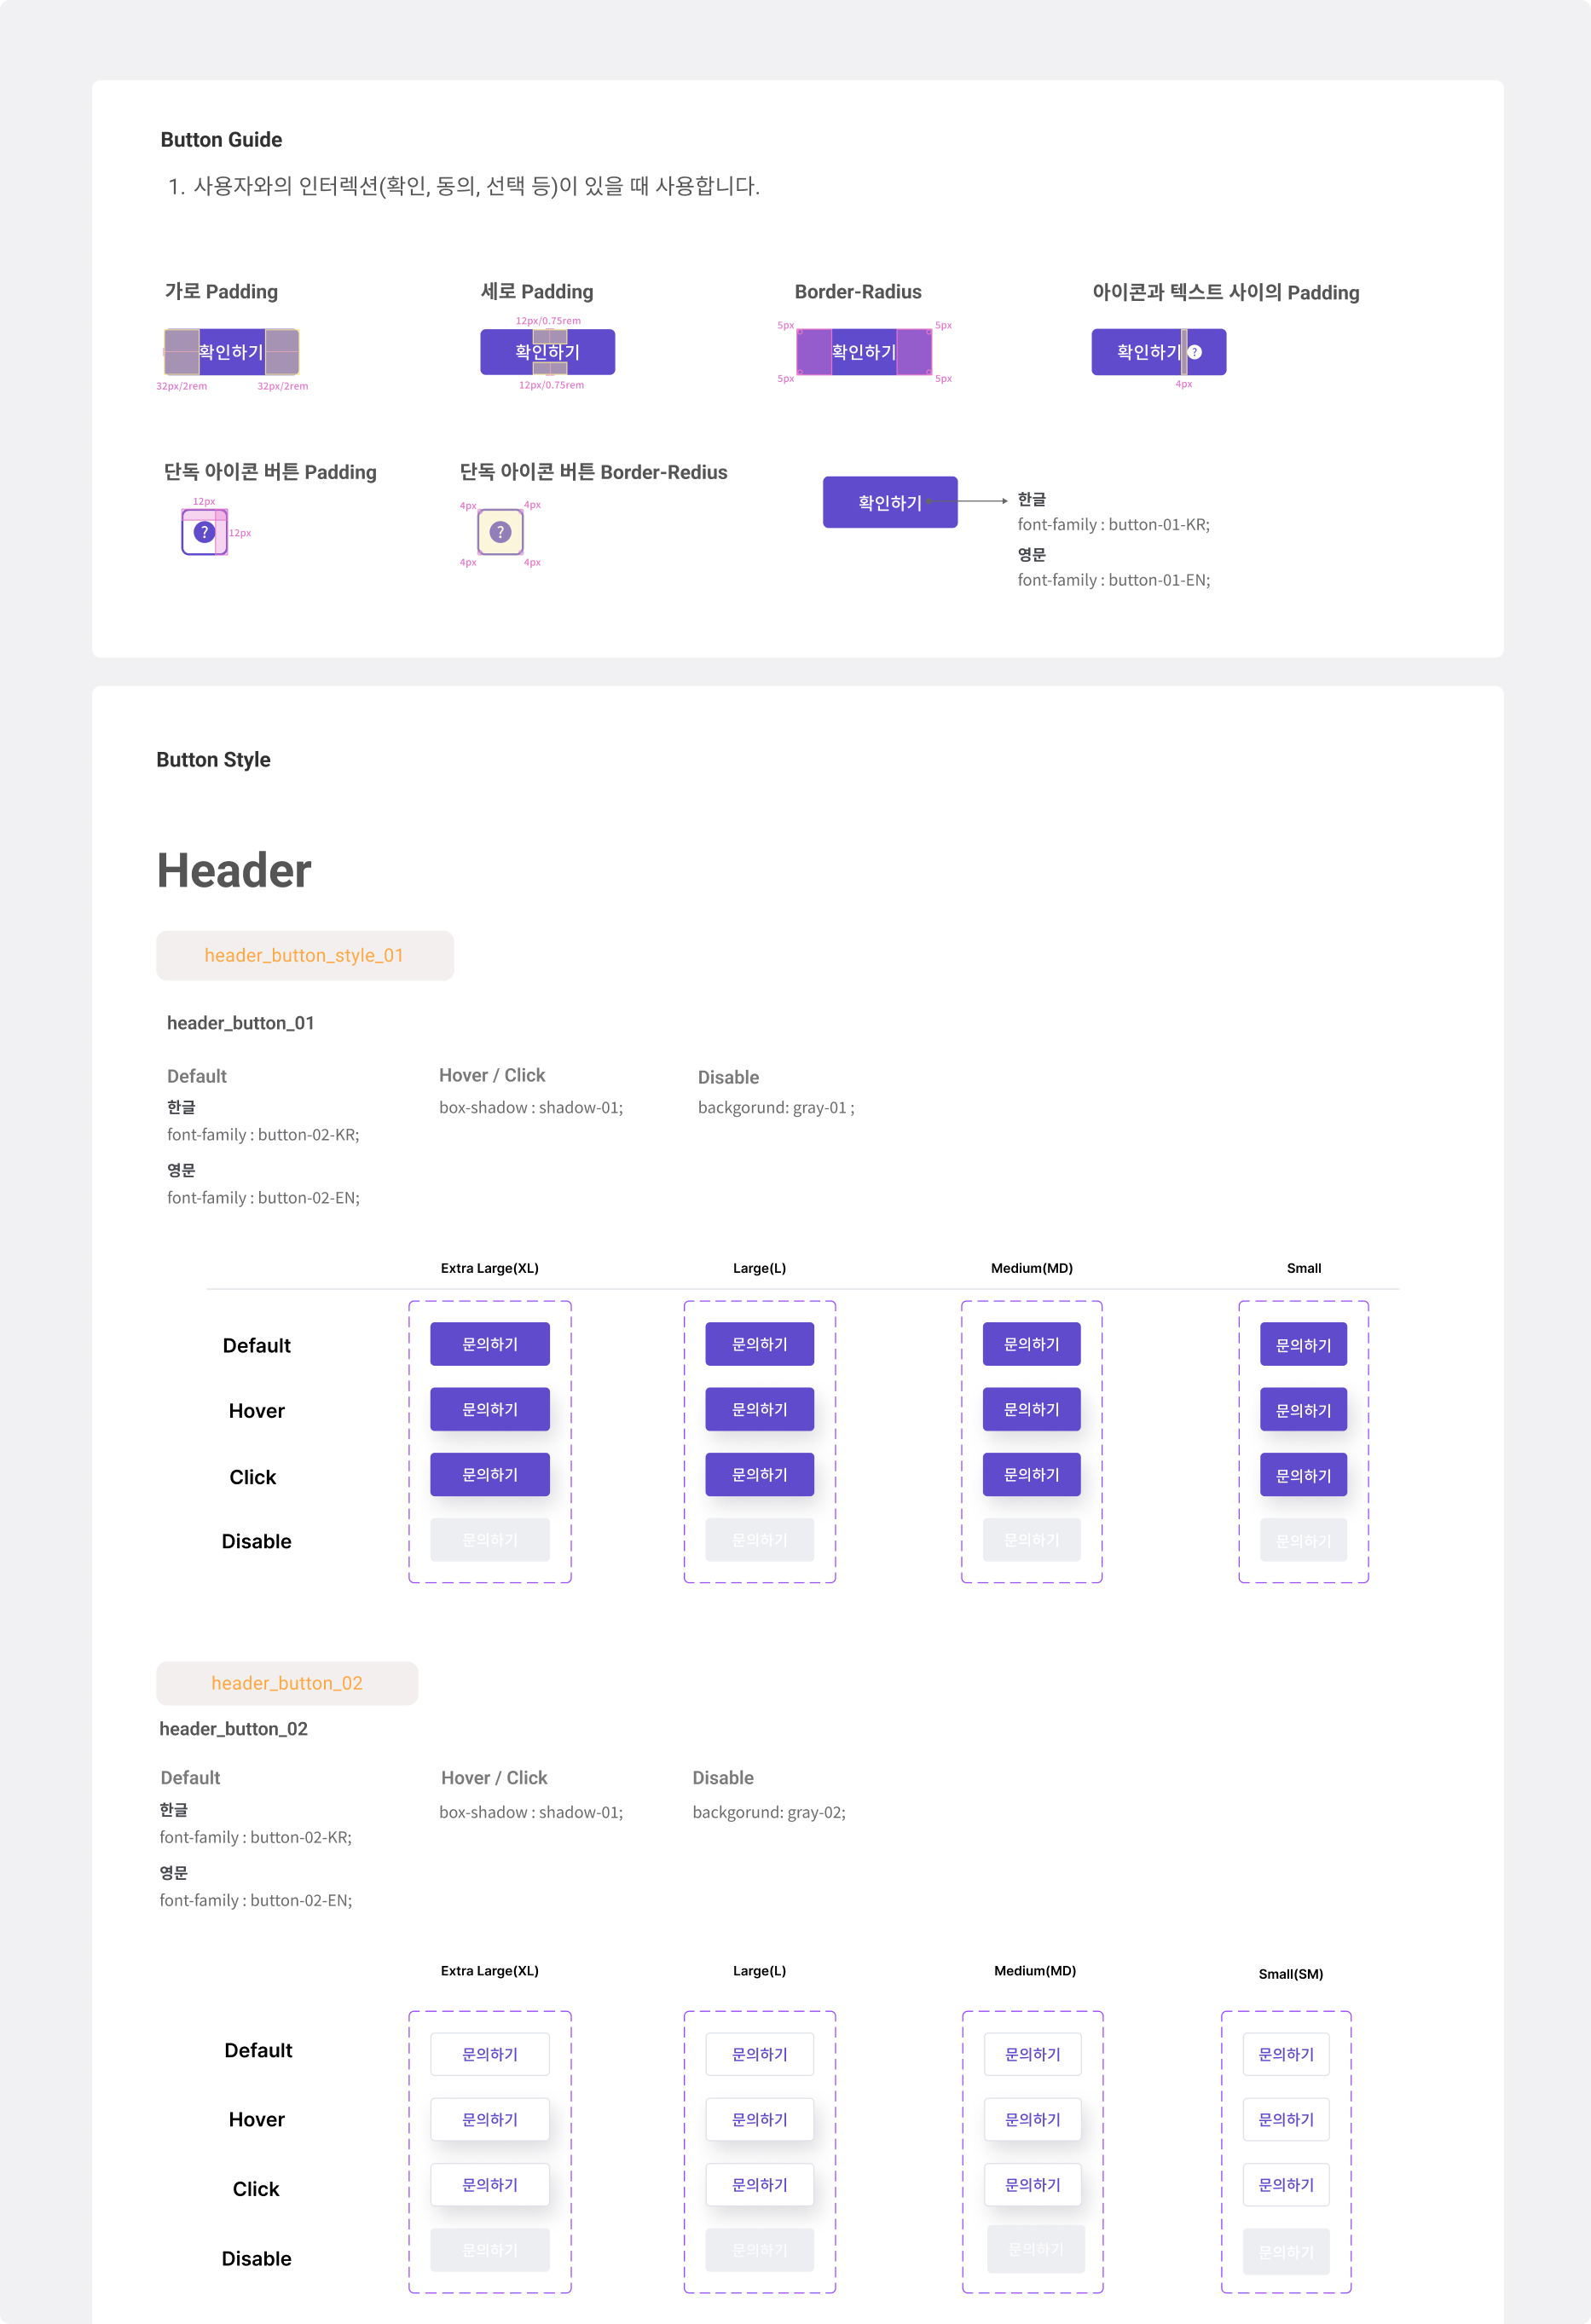 Button Guide
1. 사용자와의 인터렉션(확인, 동의, 선택 등)이 있을 때 사용합니다.
가로 Padding
확인하기
32px/2rem
32px/2rem
세로 Padding
12px/0.75rem
확인하기
12px/0.75rem
Border-Radius
5px
5px
확인하기
5px
5px
아이콘과 텍스트 사이의 Padding
확인하기 ?
4px
단독 아이콘 버튼 Padding
12px
?
12px
단독 아이콘 버튼 Border-Redius
4px
4px
?
4px
4px
확인하기
한글
font-family : button-01-KR;
영문
font-family : button-01-EN;
Button Style
Header
header_button_style_01
header_button_01
Default
한글
font-family : button-02-KR;
영문
font-family : button-02-EN;
Hover / Click
box-shadow : shadow-01;
Disable
backgorund: gray-01 ;
Extra Large(XL) Large(L) Medium(MD) Small
Default 문의하기 문의하기 문의하기 문의하기
Hover 문의하기 문의하기 문의하기 문의하기
Click 문의하기 문의하기 문의하기 문의하기
Disable 문의하기 문의하기 문의하기 문의하기
header_button_02
header_button_02
Default
한글
font-family : button-02-KR;
영문
font-family : button-02-EN;
Hover / Click
box-shadow : shadow-01;
Disable
backgorund: gray-02;
Extra Large(XL) Large(L) Medium(MD) Small(SM)
Default 문의하기 문의하기 문의하기 문의하기
Hover 문의하기 문의하기 문의하기 문의하기
Click 문의하기 문의하기 문의하기 문의하기
Disable 문의하기 문의하기 문의하기 문의하기